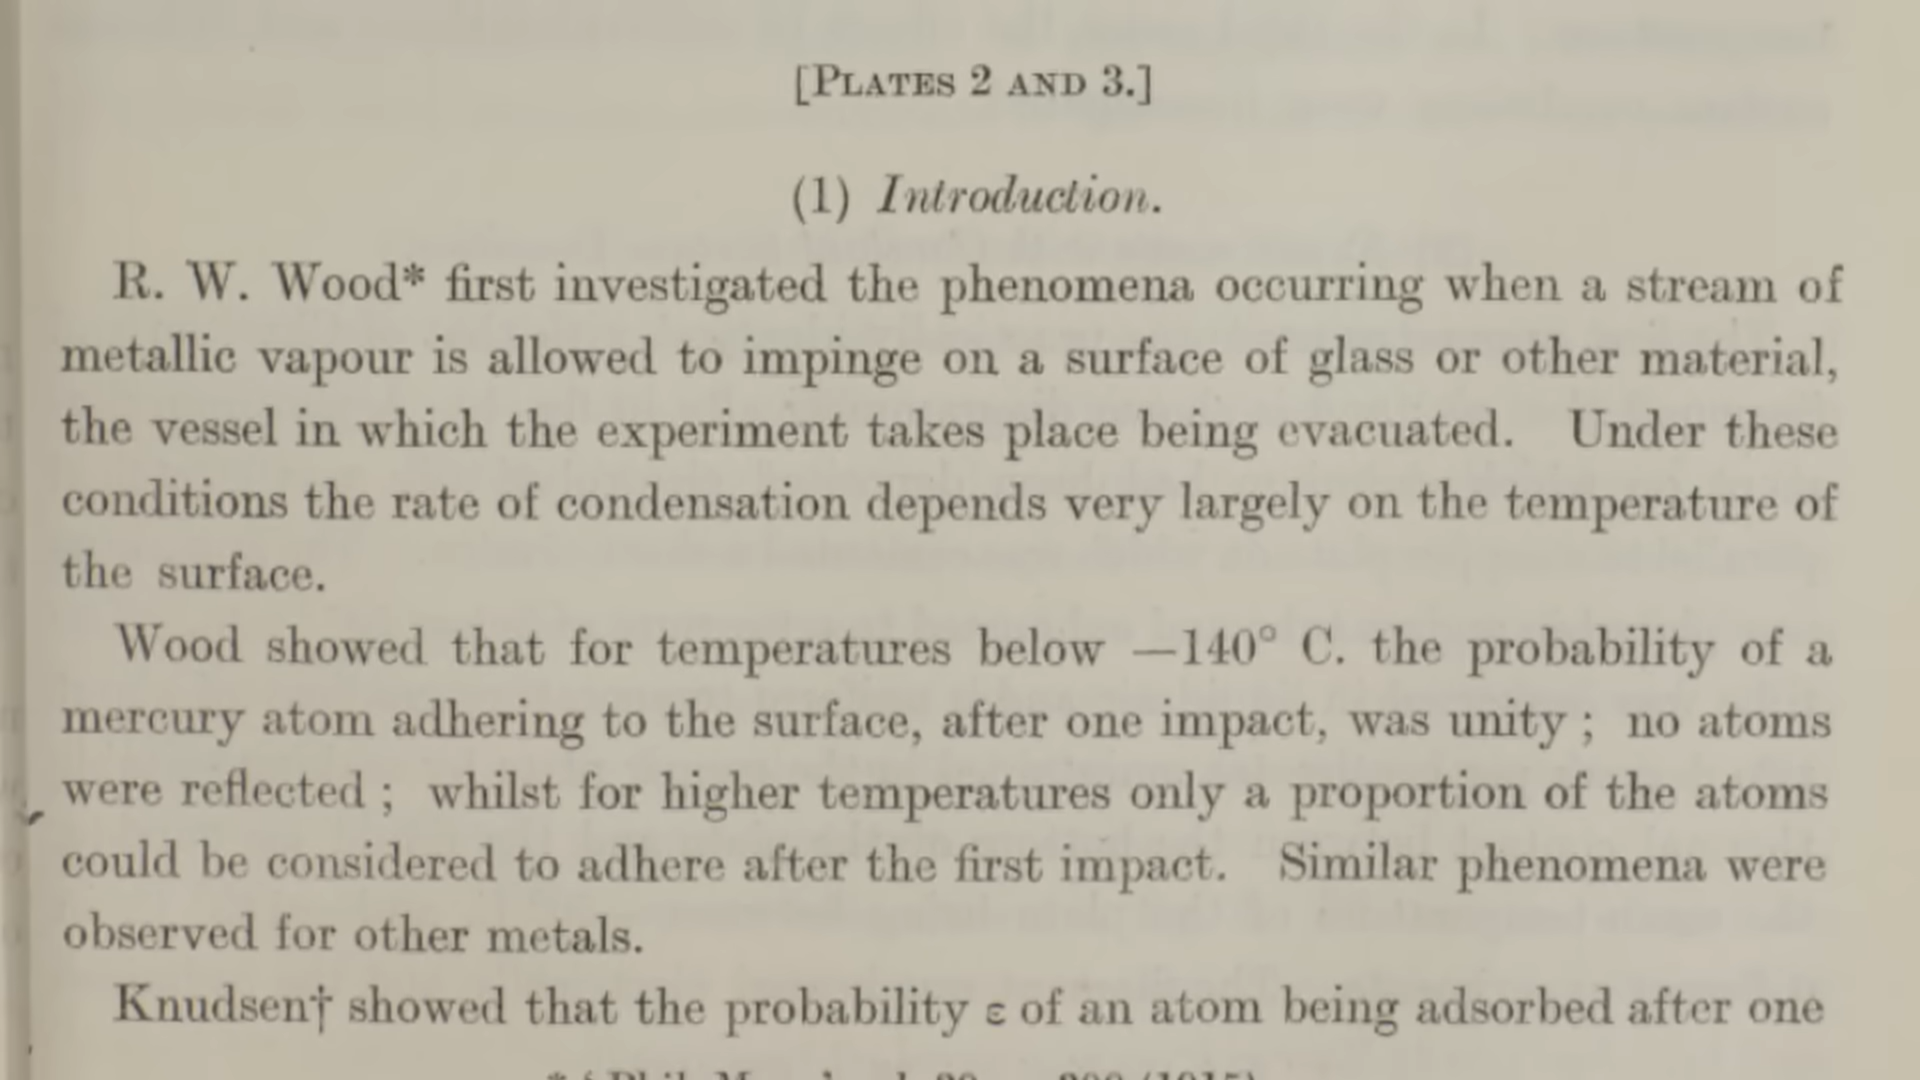 [PLATES 2 AND 3.]
(1) Introduction.
R. W. Wood* first investigated the phenomena occurring when a stream of
metallic vapour is allowed to impinge on a surface of glass or other material,
the vessel in which the experiment takes place being evacuated. Under these
conditions the rate of condensation depends very largely on the temperature of
the surface.
Wood showed that for temperatures below —140° C. the probability of a
mercury atom adhering to the surface, after one impact, was unity ; no atoms
were reflected ; whilst for higher temperatures only a proportion of the atoms
could be considered to adhere after the first impact. Similar phenomena were
observed for other metals.
Knudsen† showed that the probability ε of an atom being adsorbed after one